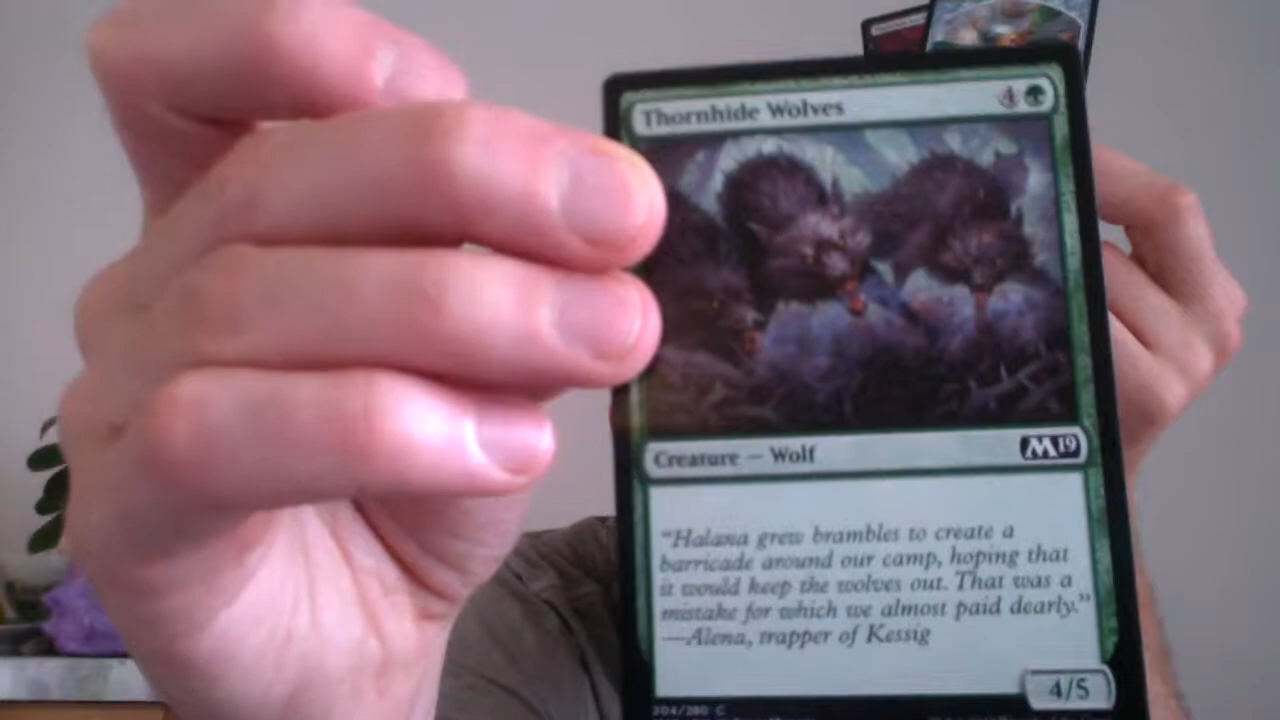 Thornhide Wolves 4
Creature — Wolf M19
"Halana grew brambles to create a
barricade around our camp, hoping that
it would keep the wolves out. That was a
mistake for which we almost paid dearly."
—Alena, trapper of Kessig
4/5
204/280 C